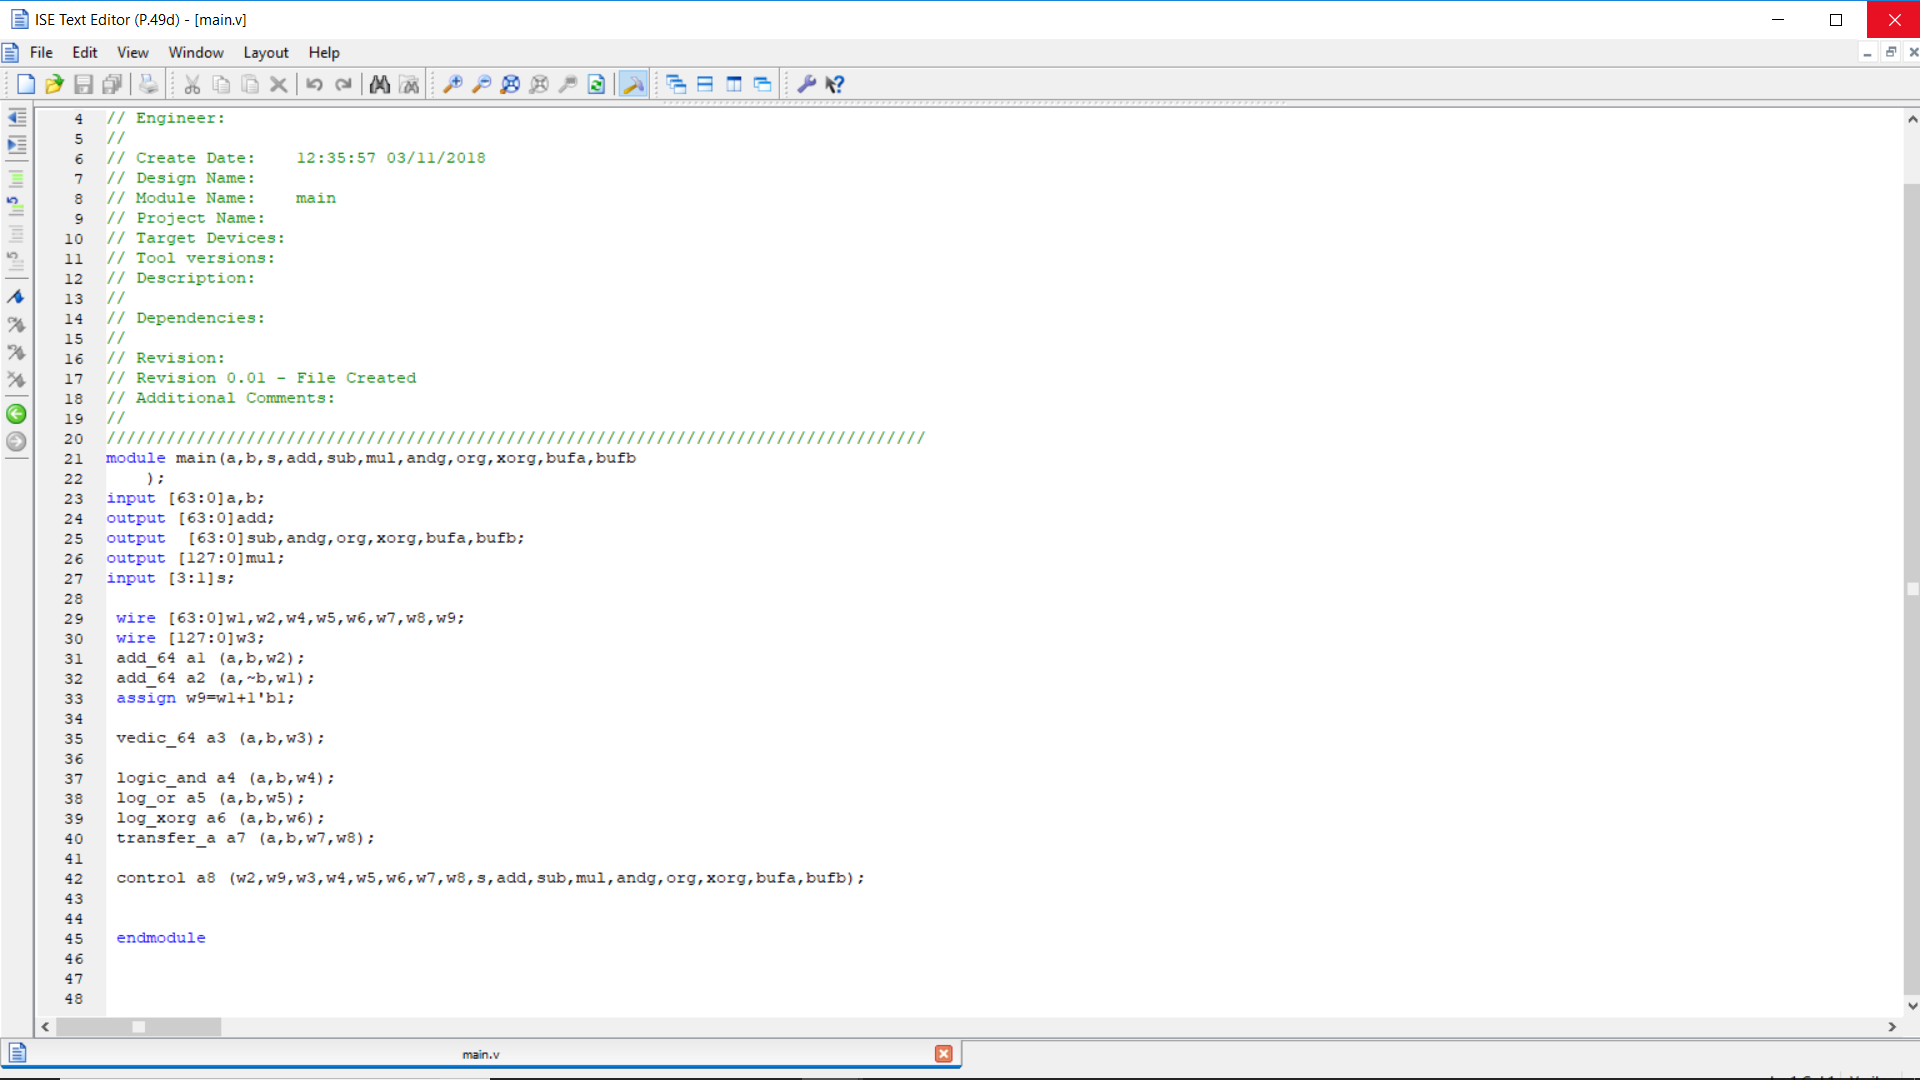 ISE Text Editor (P.49d) - [main.v]
File Edit View Window Layout Help
4 // Engineer:
5 //
6 // Create Date:    12:35:57 03/11/2018
7 // Design Name:
8 // Module Name:    main
9 // Project Name:
10 // Target Devices:
11 // Tool versions:
12 // Description:
13 //
14 // Dependencies:
15 //
16 // Revision:
17 // Revision 0.01 - File Created
18 // Additional Comments:
19 //
20 //////////////////////////////////////////////////////////////////////////////////
21 module main(a,b,s,add,sub,mul,andg,org,xorg,bufa,bufb
22     );
23 input [63:0]a,b;
24 output [63:0]add;
25 output  [63:0]sub,andg,org,xorg,bufa,bufb;
26 output [127:0]mul;
27 input [3:1]s;
28
29 wire [63:0]w1,w2,w4,w5,w6,w7,w8,w9;
30 wire [127:0]w3;
31 add_64 a1 (a,b,w2);
32 add_64 a2 (a,~b,w1);
33 assign w9=w1+1'b1;
34
35 vedic_64 a3 (a,b,w3);
36
37 logic_and a4 (a,b,w4);
38 log_or a5 (a,b,w5);
39 log_xorg a6 (a,b,w6);
40 transfer_a a7 (a,b,w7,w8);
41
42 control a8 (w2,w9,w3,w4,w5,w6,w7,w8,s,add,sub,mul,andg,org,xorg,bufa,bufb);
43
44
45 endmodule
46
47
48
main.v